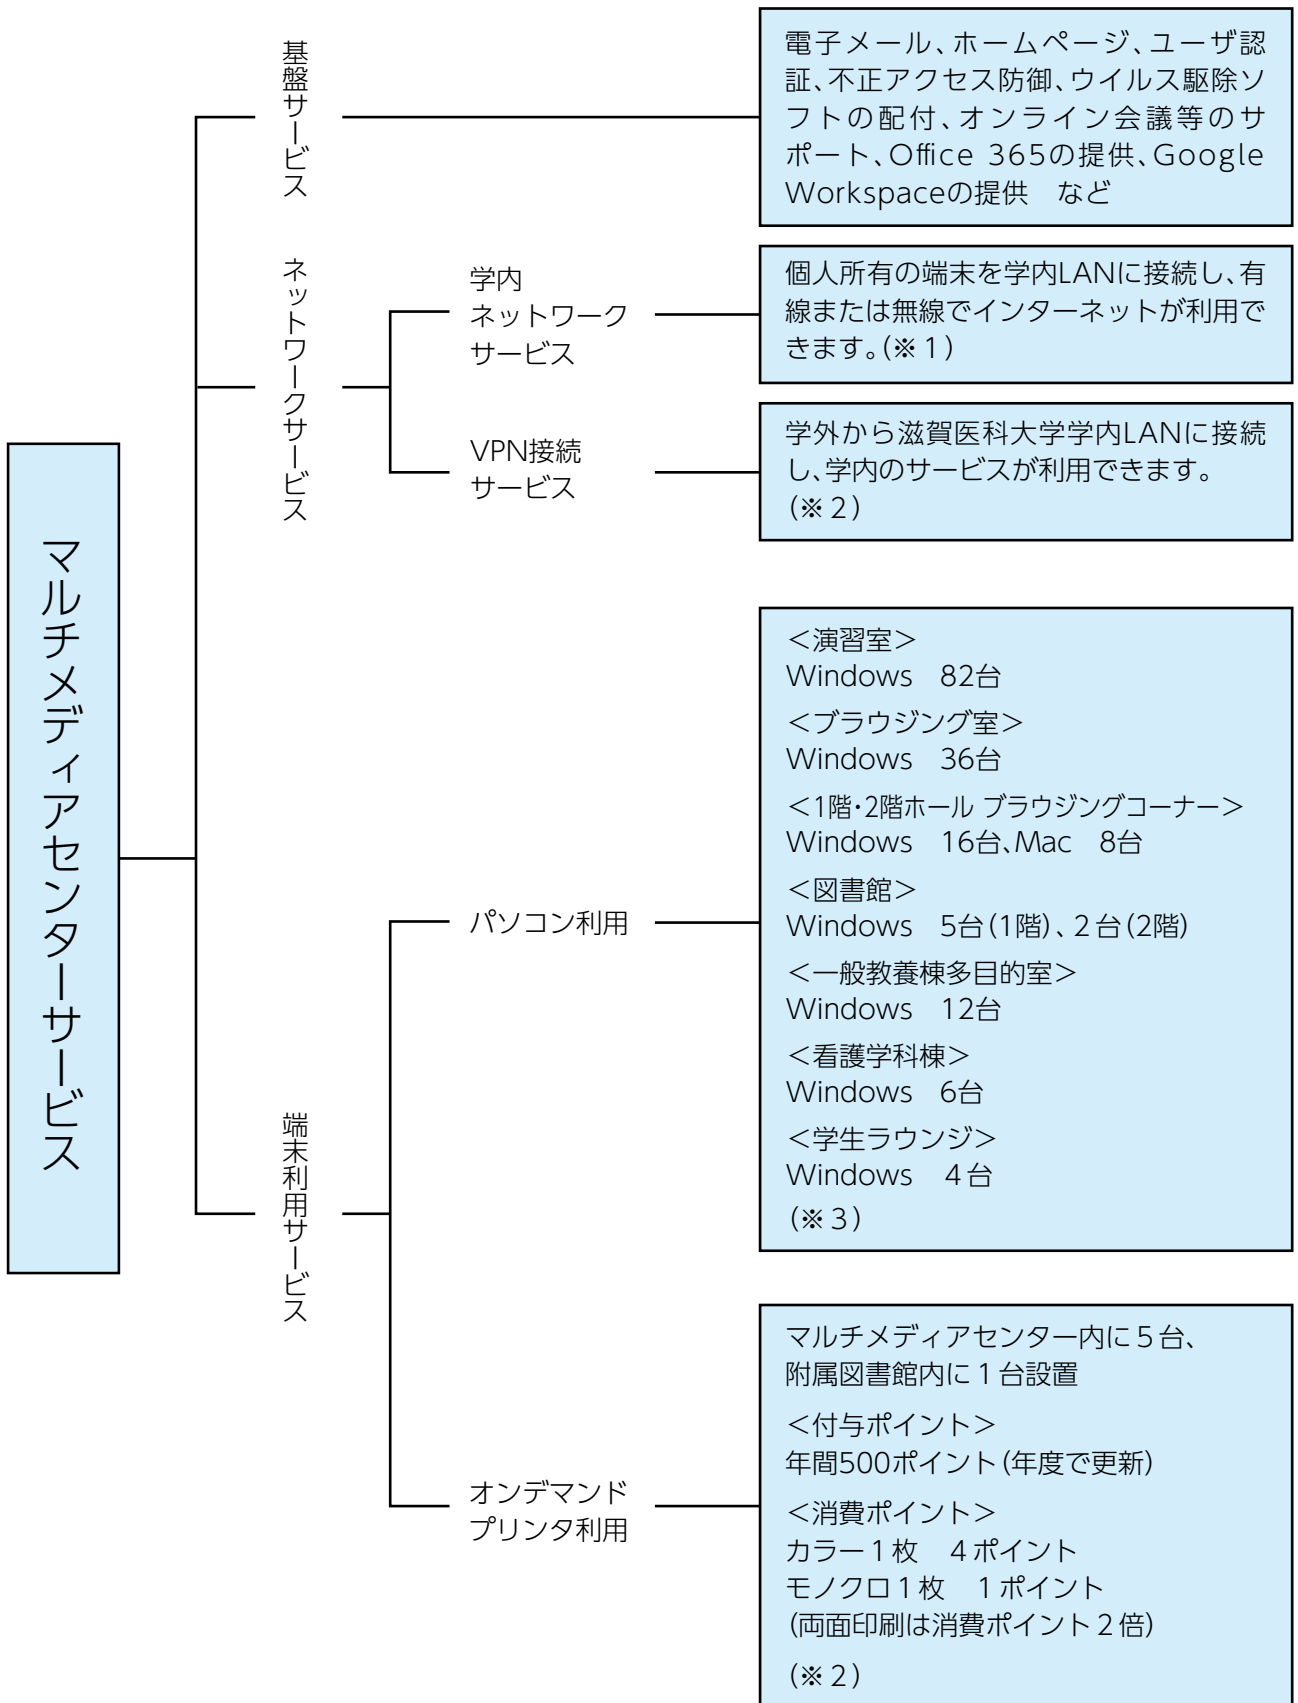 マルチメディアセンターサービス
基盤サービス
電子メール、ホームページ、ユーザ認
証、不正アクセス防御、ウイルス駆除ソ
フトの配付、オンライン会議等のサ
ポート、Office 365の提供、Google
Workspaceの提供　など
ネットワークサービス
学内
ネットワーク
サービス
個人所有の端末を学内LANに接続し、有
線または無線でインターネットが利用で
きます。(※1)
VPN接続
サービス
学外から滋賀医科大学学内LANに接続
し、学内のサービスが利用できます。
(※2)
端末利用サービス
パソコン利用
＜演習室＞
Windows　82台
＜ブラウジング室＞
Windows　36台
＜1階・2階ホール ブラウジングコーナー＞
Windows　16台、Mac　8台
＜図書館＞
Windows　5台(1階)、2台(2階)
＜一般教養棟多目的室＞
Windows　12台
＜看護学科棟＞
Windows　6台
＜学生ラウンジ＞
Windows　4台
(※3)
オンデマンド
プリンタ利用
マルチメディアセンター内に5台、
附属図書館内に1台設置
＜付与ポイント＞
年間500ポイント(年度で更新)
＜消費ポイント＞
カラー1枚　4ポイント
モノクロ1枚　1ポイント
(両面印刷は消費ポイント2倍)
(※2)